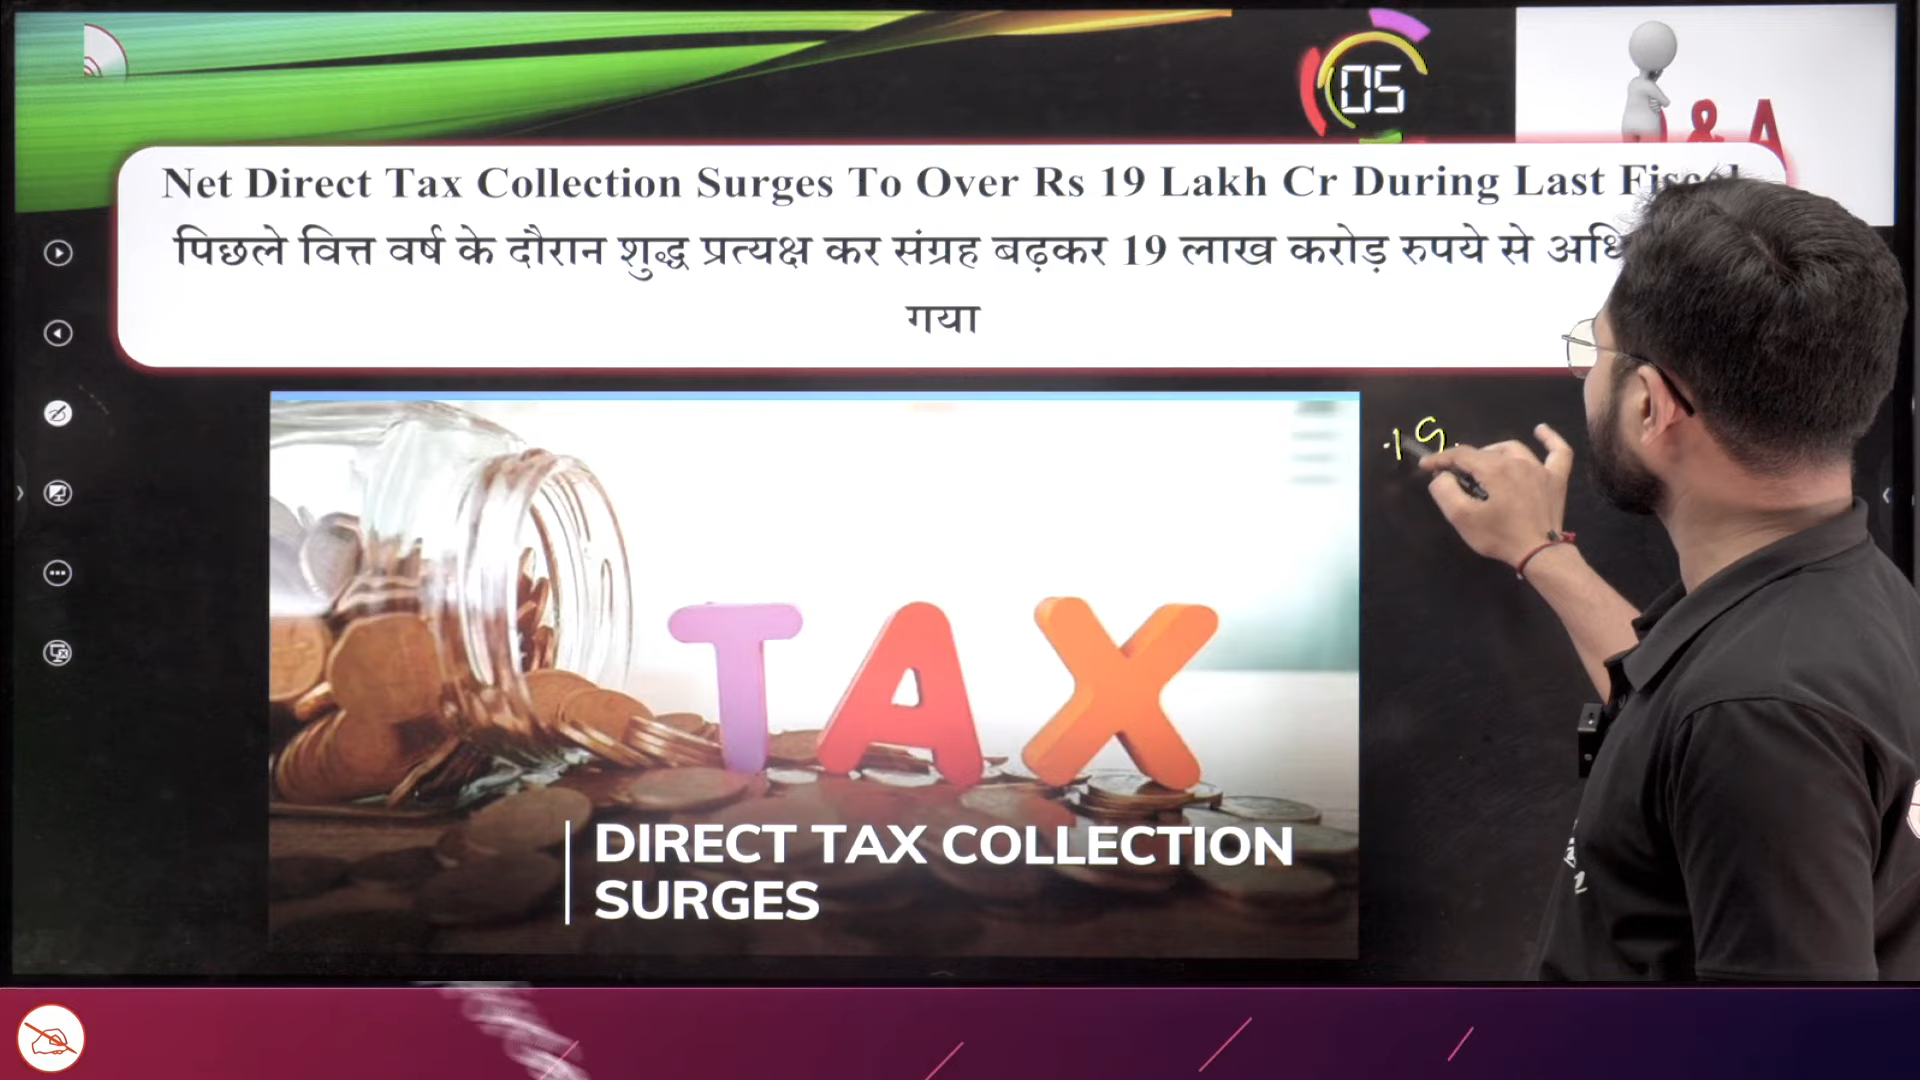 05
& A
Net Direct Tax Collection Surges To Over Rs 19 Lakh Cr During Last Fiscal
पिछले वित्त वर्ष के दौरान शुद्ध प्रत्यक्ष कर संग्रह बढ़कर 19 लाख करोड़ रुपये से
गया
19.
TAX
DIRECT TAX COLLECTION
SURGES